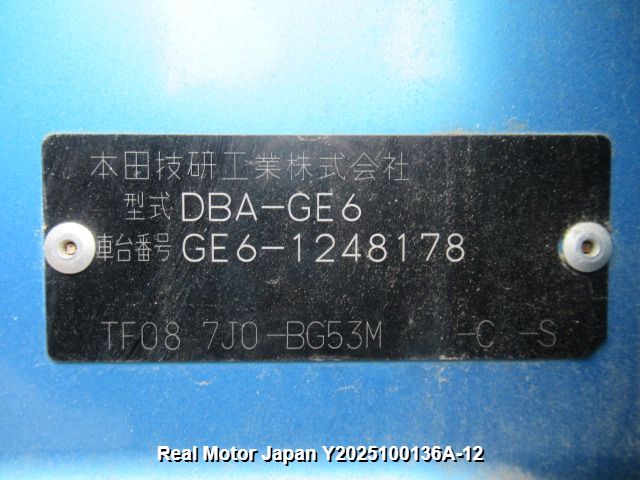 本田技研工業株式会社
型式 DBA-GE6
車台番号 GE6-1248178
TF08 7J0-BG53M -C -S
Real Motor Japan Y2025100136A-12